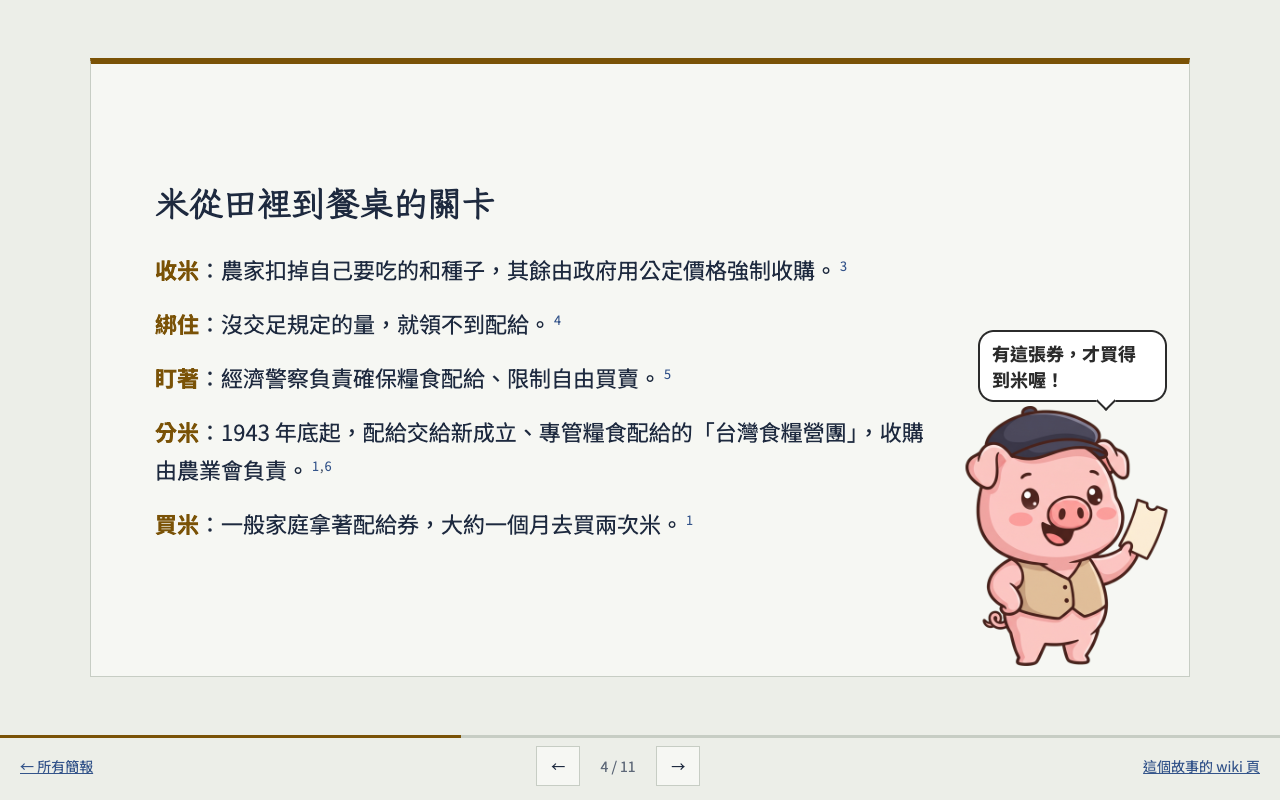 米從田裡到餐桌的關卡
收米：農家扣掉自己要吃的和種子，其餘由政府用公定價格強制收購。3
綁住：沒交足規定的量，就領不到配給。4
盯著：經濟警察負責確保糧食配給、限制自由買賣。5
分米：1943 年底起，配給交給新成立、專管糧食配給的「台灣食糧營團」，收購
由農業會負責。1,6
買米：一般家庭拿著配給券，大約一個月去買兩次米。1
有這張券，才買得
到米喔！
← 所有簡報
←
4 / 11
→
這個故事的 wiki 頁